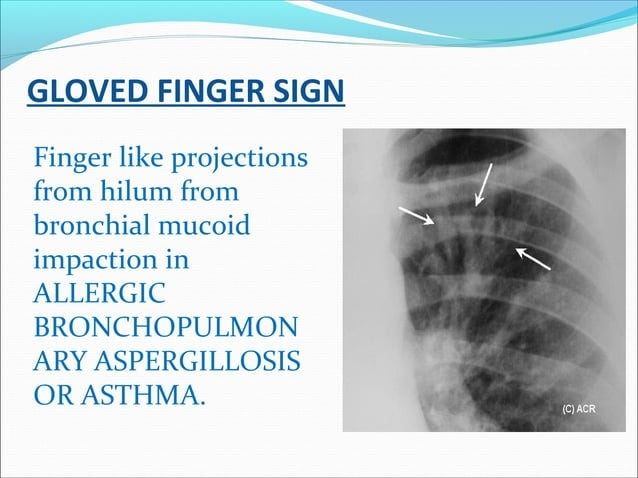 GLOVED FINGER SIGN
Finger like projections
from hilum from
bronchial mucoid
impaction in
ALLERGIC
BRONCHOPULMON
ARY ASPERGILLOSIS
OR ASTHMA.
(C) ACR